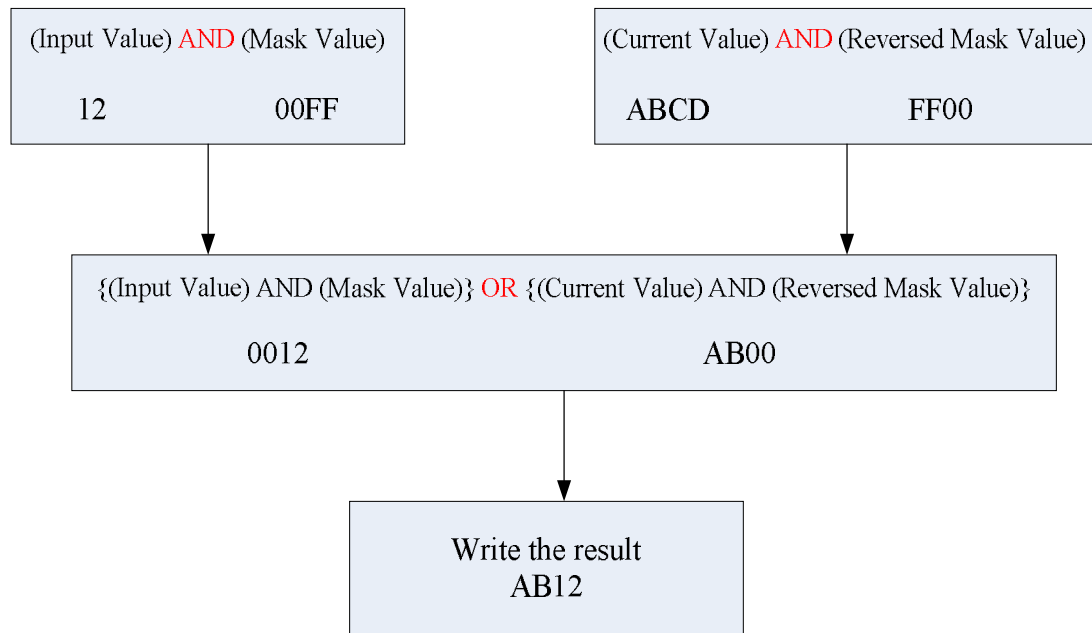 (Input Value) AND (Mask Value)
12 00FF
(Current Value) AND (Reversed Mask Value)
ABCD FF00
{(Input Value) AND (Mask Value)} OR {(Current Value) AND (Reversed Mask Value)}
0012 AB00
Write the result
AB12